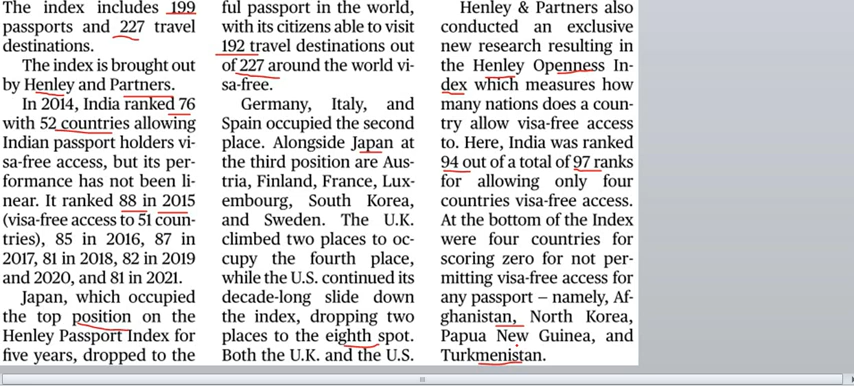 The index includes 199
passports and 227 travel
destinations.
The index is brought out
by Henley and Partners.
In 2014, India ranked 76
with 52 countries allowing
Indian passport holders vi-
sa-free access, but its per-
formance has not been li-
near. It ranked 88 in 2015
(visa-free access to 51 coun-
tries), 85 in 2016, 87 in
2017, 81 in 2018, 82 in 2019
and 2020, and 81 in 2021.
Japan, which occupied
the top position on the
Henley Passport Index for
five years, dropped to the
ful passport in the world,
with its citizens able to visit
192 travel destinations out
of 227 around the world vi-
sa-free.
Germany, Italy, and
Spain occupied the second
place. Alongside Japan at
the third position are Aus-
tria, Finland, France, Lux-
embourg, South Korea,
and Sweden. The U.K.
climbed two places to oc-
cupy the fourth place,
while the U.S. continued its
decade-long slide down
the index, dropping two
places to the eighth spot.
Both the U.K. and the U.S.
Henley & Partners also
conducted an exclusive
new research resulting in
the Henley Openness In-
dex which measures how
many nations does a coun-
try allow visa-free access
to. Here, India was ranked
94 out of a total of 97 ranks
for allowing only four
countries visa-free access.
At the bottom of the Index
were four countries for
scoring zero for not per-
mitting visa-free access for
any passport – namely, Af-
ghanistan, North Korea,
Papua New Guinea, and
Turkmenistan.